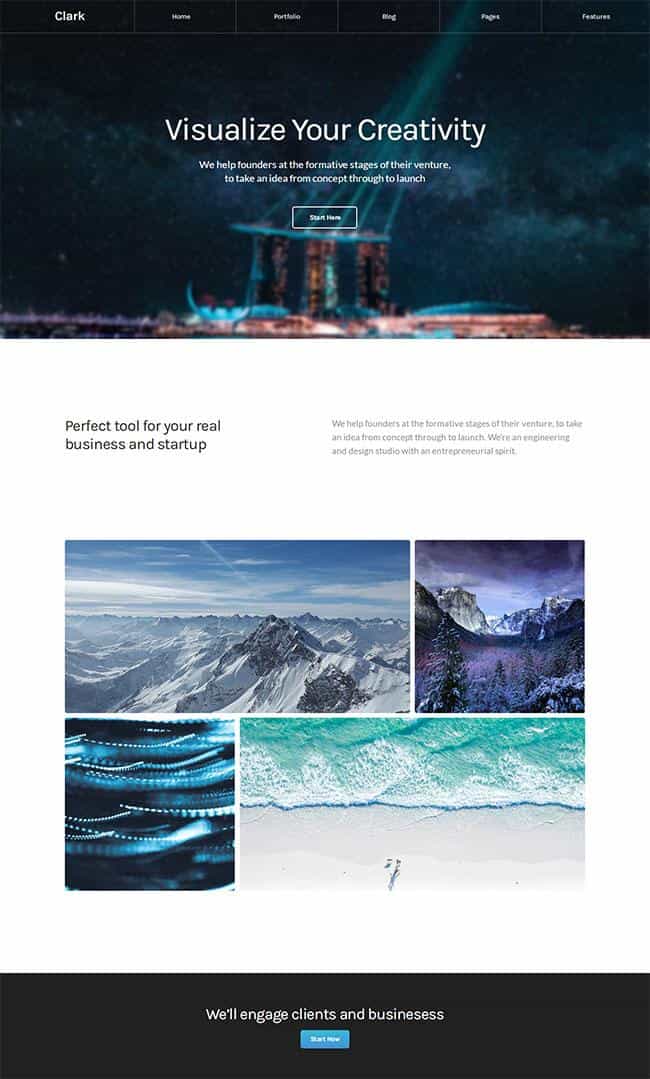 Clark Home Portfolio Blog Pages Features
Visualize Your Creativity
We help founders at the formative stages of their venture,
to take an idea from concept through to launch
Start Here
Perfect tool for your real
business and startup
We help founders at the formative stages of their venture, to take
an idea from concept through to launch. We're an engineering
and design studio with an entrepreneurial spirit.
We'll engage clients and businesess
Start Now